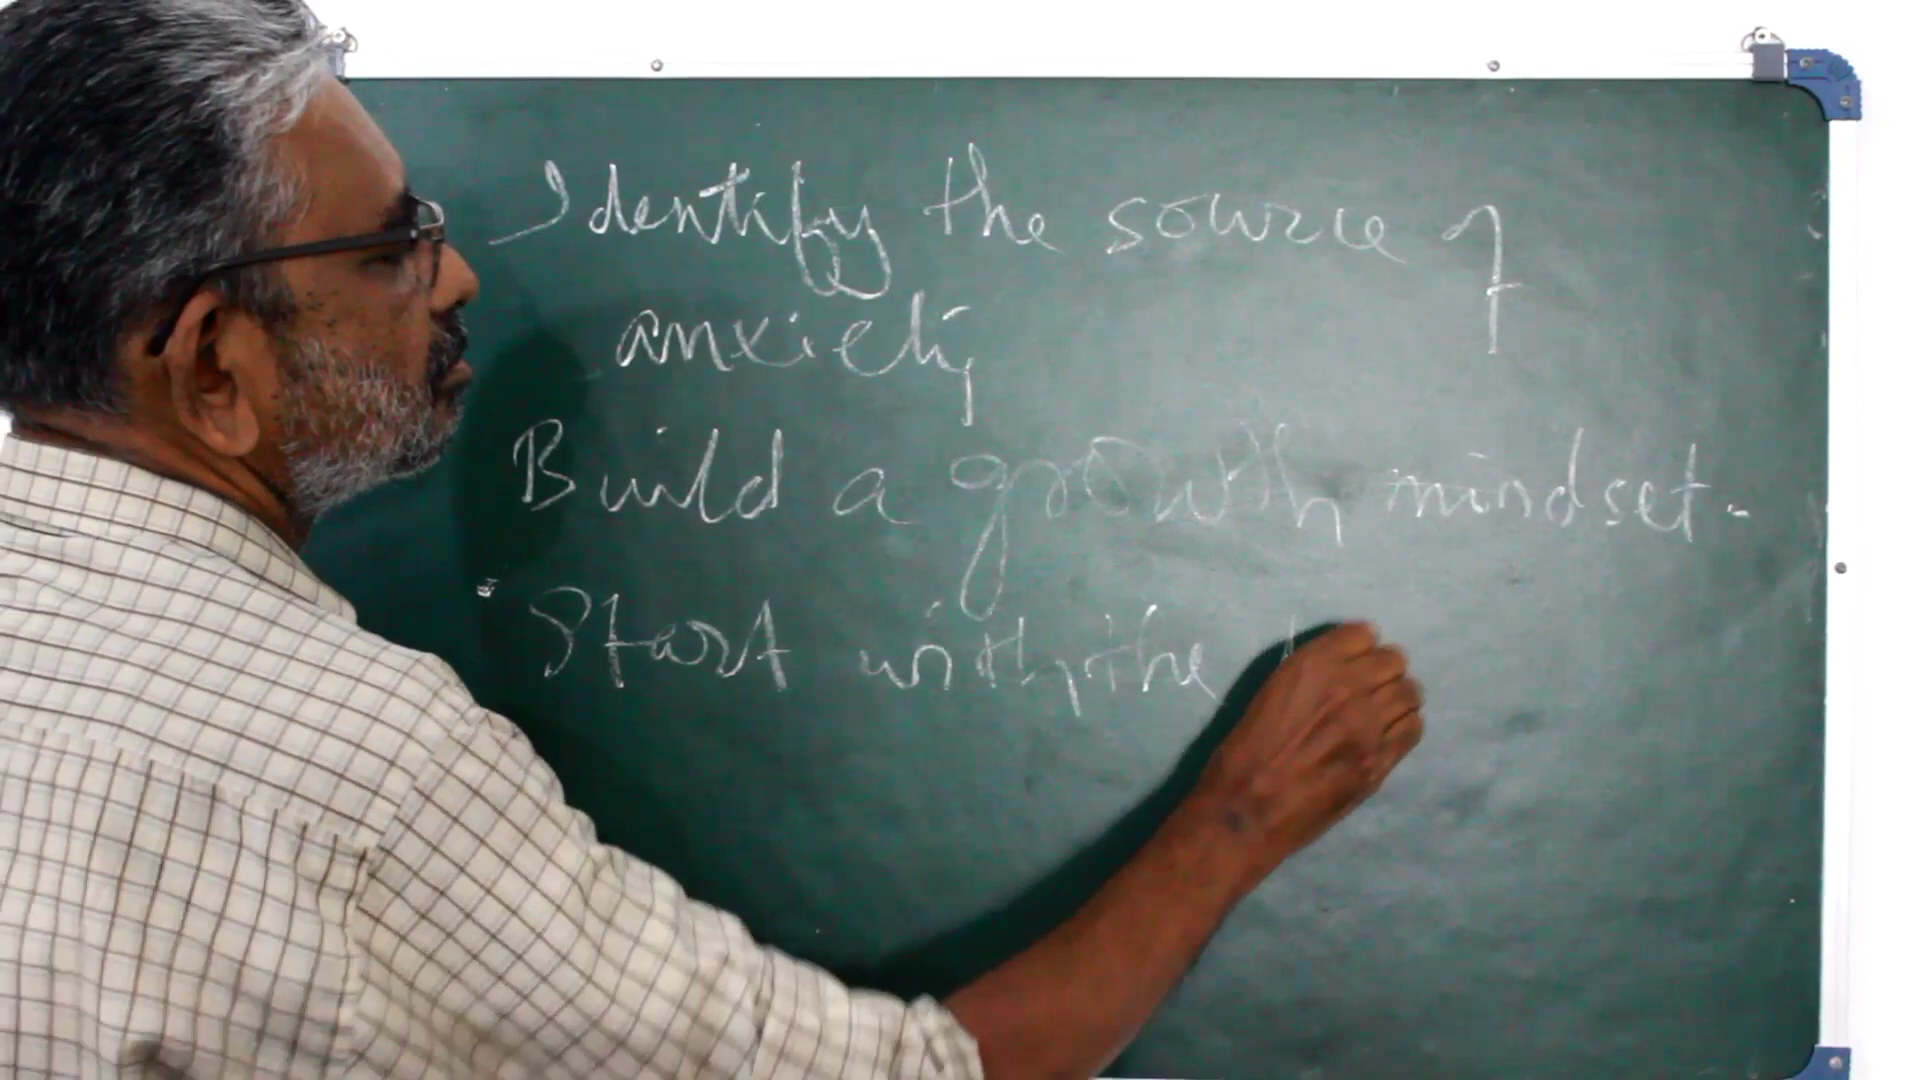 Identify the source of
anxiety
Build a growth mindset.
Start with the